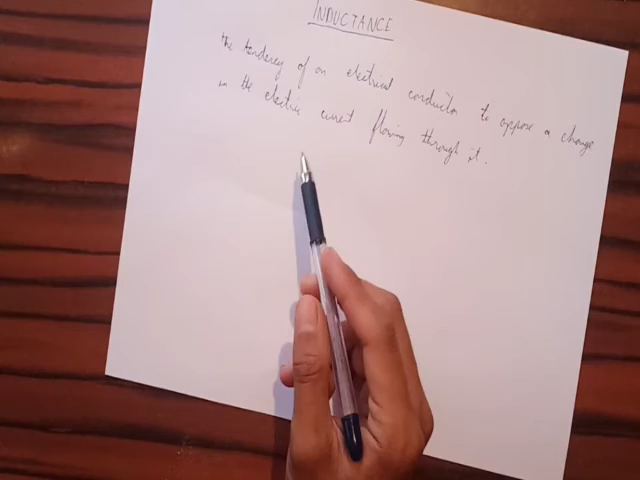 INDUCTANCE
the tendency of an electrical conductor to oppose a change
in the electric current flowing through it.